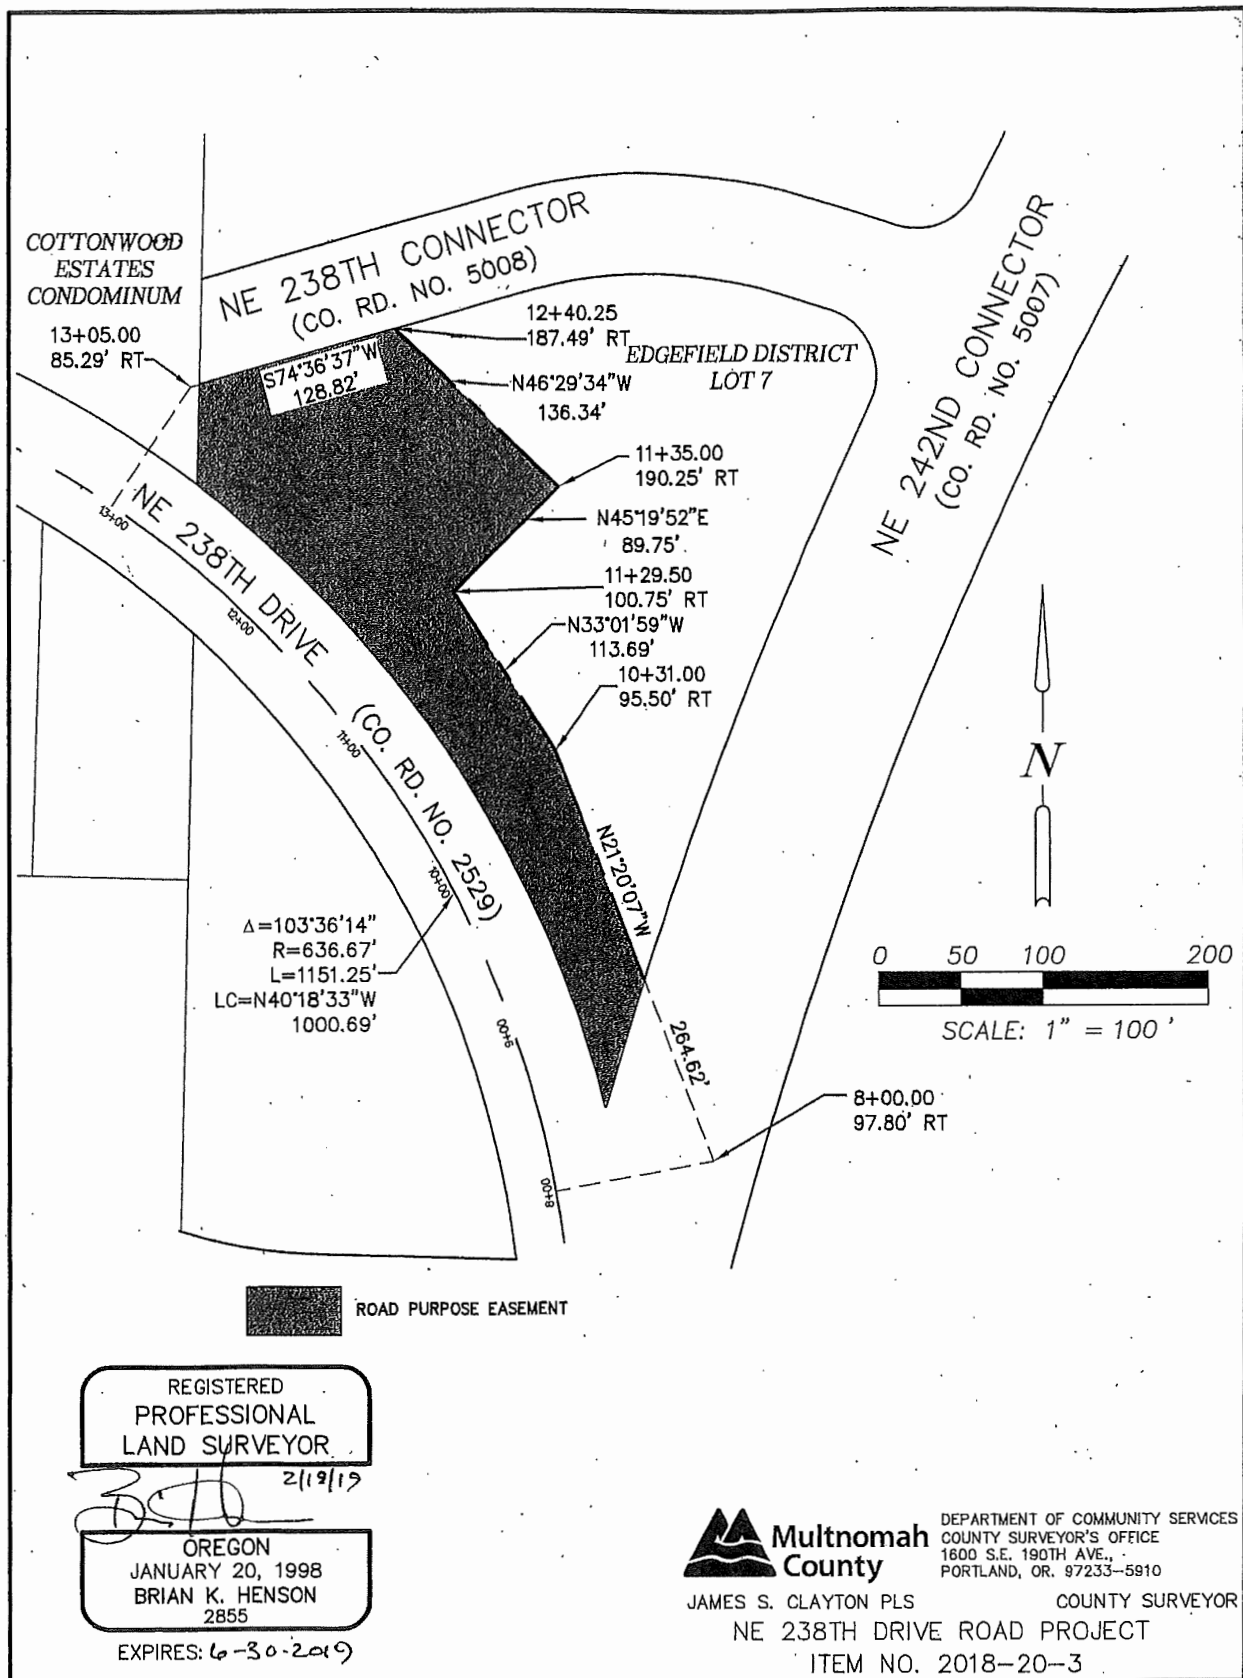 COTTONWOOD
ESTATES
CONDOMINUM
13+05.00
85.29' RT
NE 238TH CONNECTOR
(CO. RD. NO. 5008)
12+40.25
187.49' RT
EDGEFIELD DISTRICT
LOT 7
S74°36'37"W
128.82'
N46°29'34"W
136.34'
11+35.00
190.25' RT
N45°19'52"E
89.75'
11+29.50
100.75' RT
N33°01'59"W
113.69'
10+31.00
95.50' RT
NE 242ND CONNECTOR
(CO. RD. NO. 5007)
NE 238TH DRIVE
(CO. RD. NO. 2529)
13+00
12+00
11+00
10+00
9+00
8+00
N21°20'07"W
264.62'
Δ=103°36'14"
R=636.67'
L=1151.25'
LC=N40°18'33"W
1000.69'
N
0 50 100 200
SCALE: 1" = 100 '
8+00.00
97.80' RT
ROAD PURPOSE EASEMENT
REGISTERED
PROFESSIONAL
LAND SURVEYOR
2/19/19
OREGON
JANUARY 20, 1998
BRIAN K. HENSON
2855
EXPIRES: 6-30-2019
Multnomah
County
DEPARTMENT OF COMMUNITY SERVICES
COUNTY SURVEYOR'S OFFICE
1600 S.E. 190TH AVE.,
PORTLAND, OR. 97233-5910
JAMES S. CLAYTON PLS COUNTY SURVEYOR
NE 238TH DRIVE ROAD PROJECT
ITEM NO. 2018-20-3